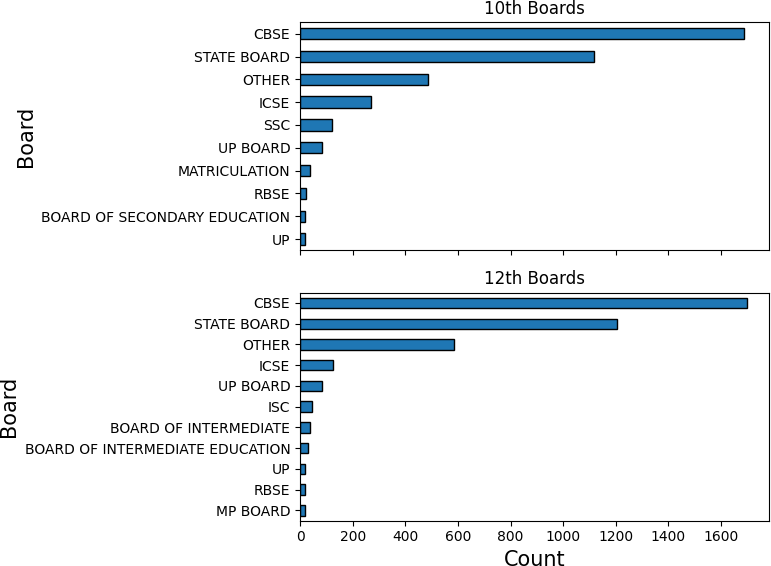 10th Boards
CBSE
STATE BOARD
OTHER
ICSE
SSC
UP BOARD
MATRICULATION
RBSE
BOARD OF SECONDARY EDUCATION
UP
Board
12th Boards
CBSE
STATE BOARD
OTHER
ICSE
UP BOARD
ISC
BOARD OF INTERMEDIATE
BOARD OF INTERMEDIATE EDUCATION
UP
RBSE
MP BOARD
Board
0 200 400 600 800 1000 1200 1400 1600
Count